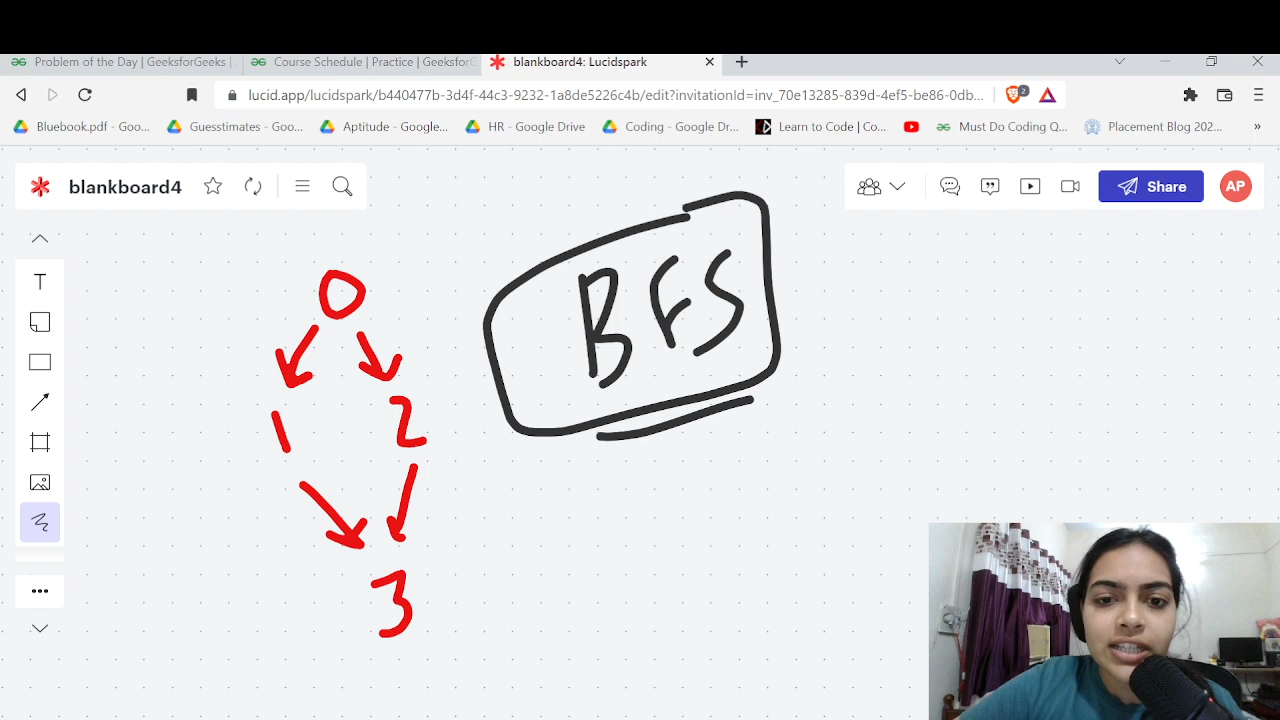 Problem of the Day | GeeksforGeeks |
Course Schedule | Practice | GeeksforG
blankboard4: Lucidspark
lucid.app/lucidspark/b440477b-3d4f-44c3-9232-1a8de5226c4b/edit?invitationId=inv_70e13285-839d-4ef5-be86-0db...
2
Bluebook.pdf - Goo... Guesstimates - Goo... Aptitude - Google... HR - Google Drive Coding - Google Dr... Learn to Code | Co... Must Do Coding Q... Placement Blog 202... »
blankboard4
Share
AP
T
BFS
0
1 2
3